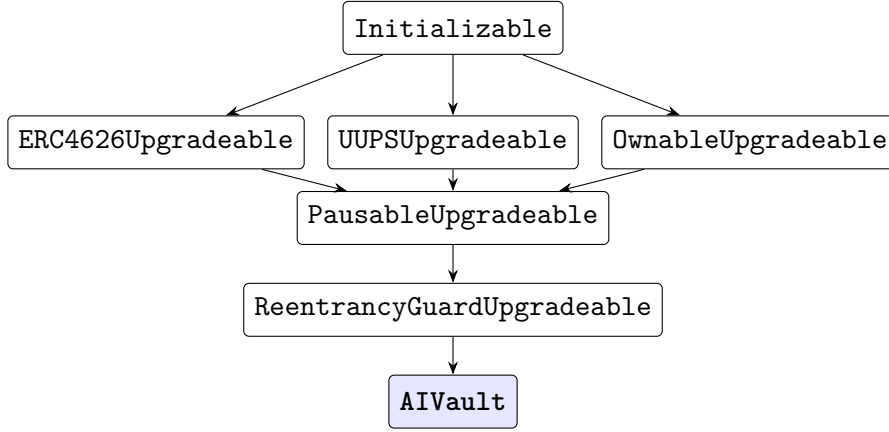 Initializable
ERC4626Upgradeable
UUPSUpgradeable
OwnableUpgradeable
PausableUpgradeable
ReentrancyGuardUpgradeable
AIVault